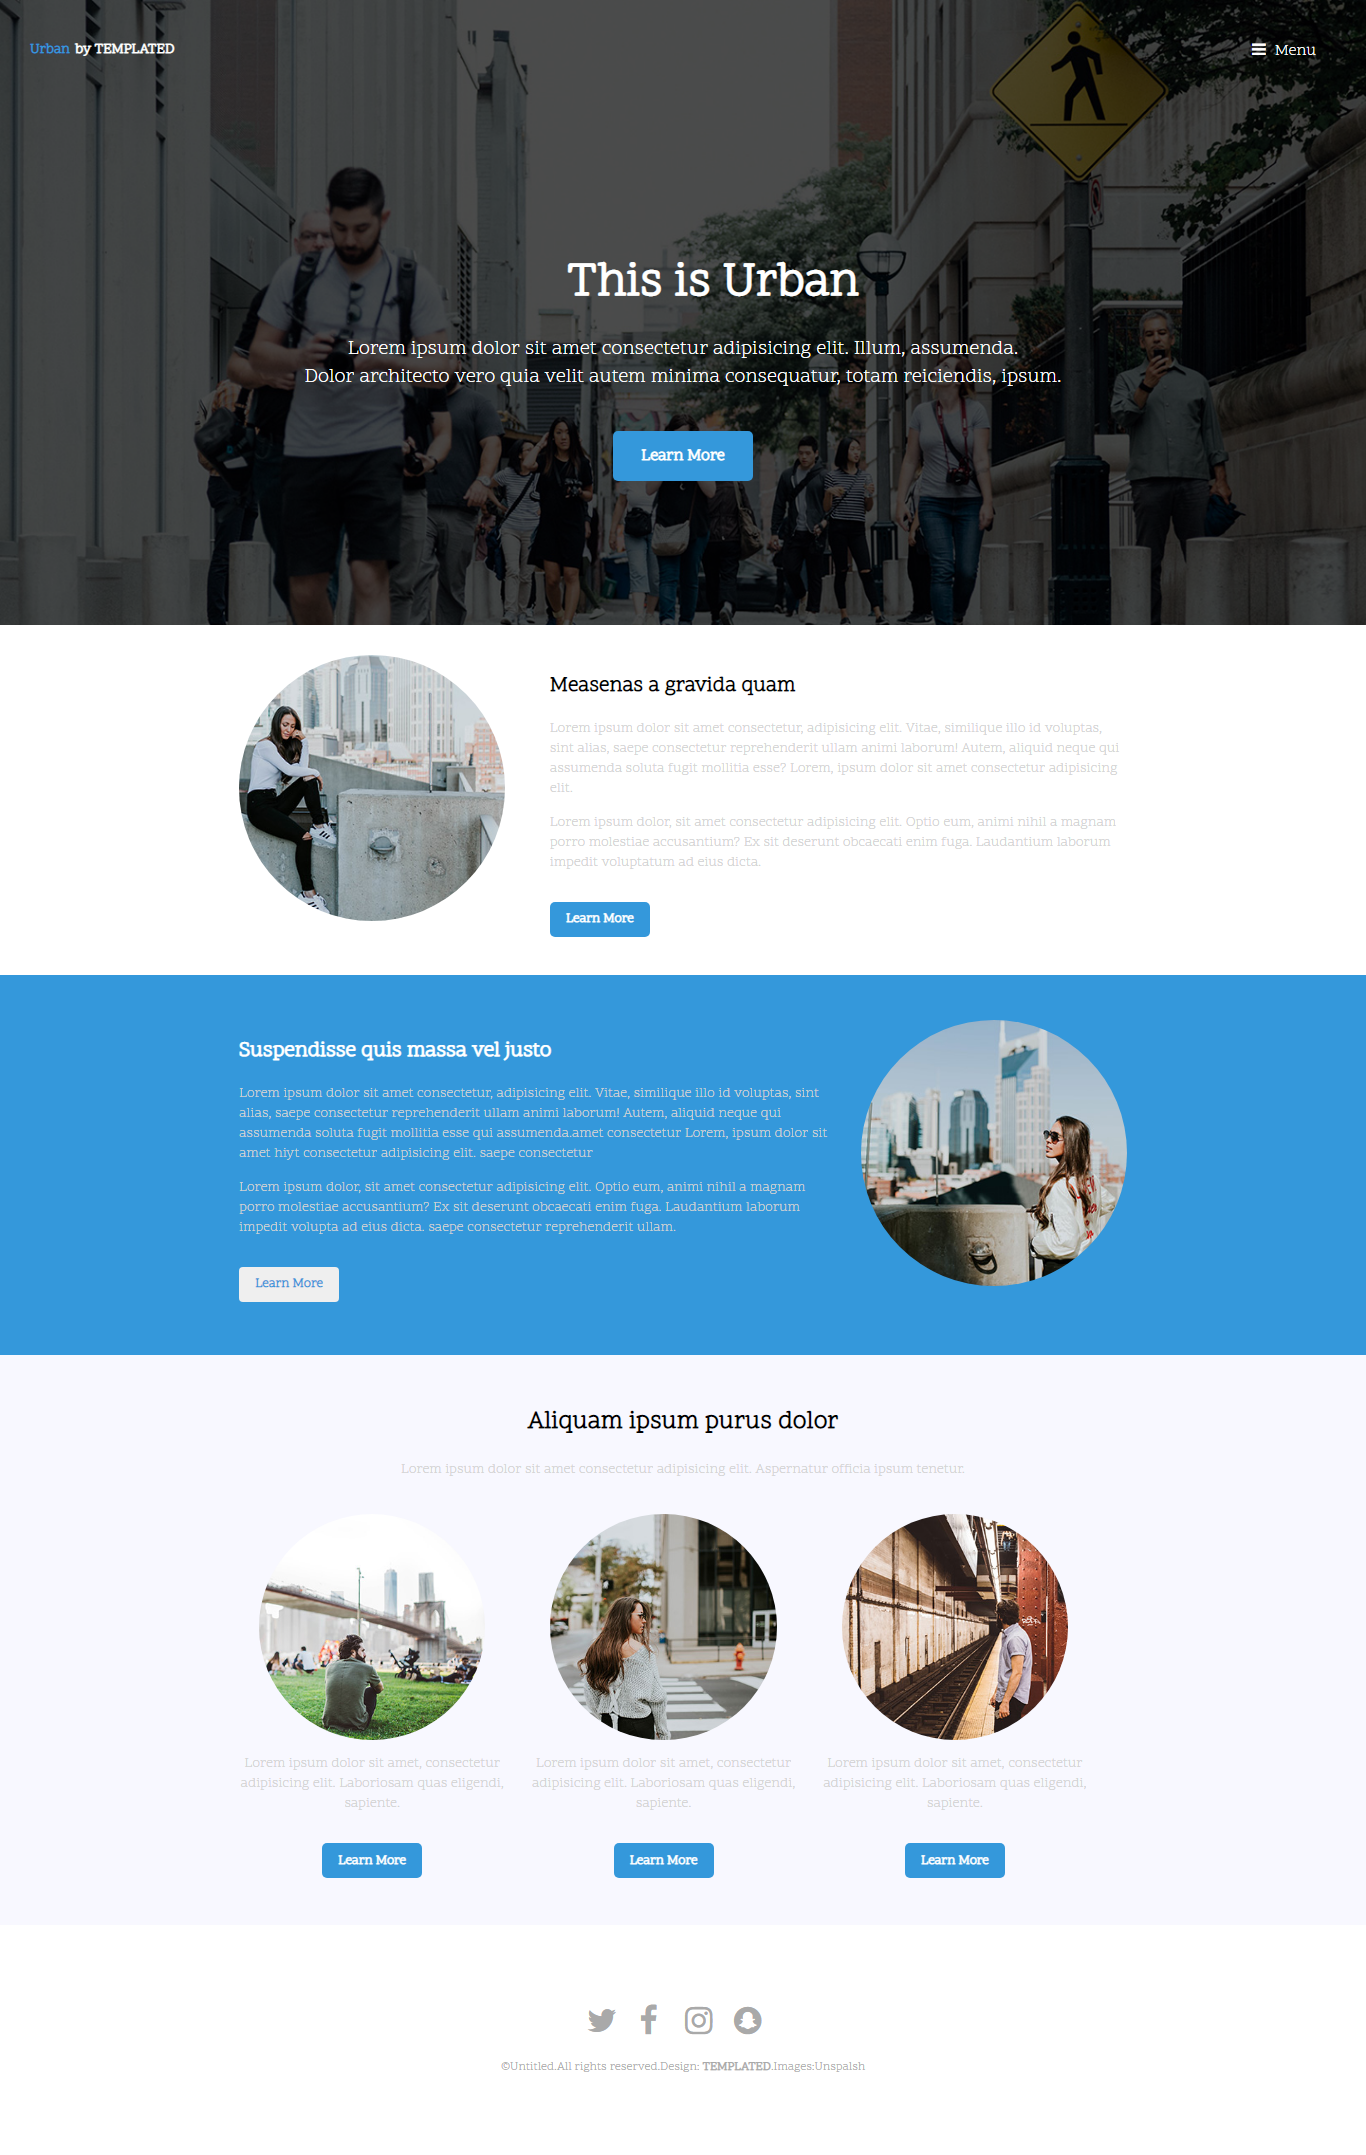 Urban by TEMPLATED
Menu
This is Urban
Lorem ipsum dolor sit amet consectetur adipisicing elit. Illum, assumenda.
Dolor architecto vero quia velit autem minima consequatur, totam reiciendis, ipsum.
Learn More
Measenas a gravida quam
Lorem ipsum dolor sit amet consectetur, adipisicing elit. Vitae, similique illo id voluptas,
sint alias, saepe consectetur reprehenderit ullam animi laborum! Autem, aliquid neque qui
assumenda soluta fugit mollitia esse? Lorem, ipsum dolor sit amet consectetur adipisicing
elit.
Lorem ipsum dolor, sit amet consectetur adipisicing elit. Optio eum, animi nihil a magnam
porro molestiae accusantium? Ex sit deserunt obcaecati enim fuga. Laudantium laborum
impedit voluptatum ad eius dicta.
Learn More
Suspendisse quis massa vel justo
Lorem ipsum dolor sit amet consectetur, adipisicing elit. Vitae, similique illo id voluptas, sint
alias, saepe consectetur reprehenderit ullam animi laborum! Autem, aliquid neque qui
assumenda soluta fugit mollitia esse qui assumenda.amet consectetur Lorem, ipsum dolor sit
amet hiyt consectetur adipisicing elit. saepe consectetur
Lorem ipsum dolor, sit amet consectetur adipisicing elit. Optio eum, animi nihil a magnam
porro molestiae accusantium? Ex sit deserunt obcaecati enim fuga. Laudantium laborum
impedit volupta ad eius dicta. saepe consectetur reprehenderit ullam.
Learn More
Aliquam ipsum purus dolor
Lorem ipsum dolor sit amet consectetur adipisicing elit. Aspernatur officia ipsum tenetur.
Lorem ipsum dolor sit amet, consectetur
adipisicing elit. Laboriosam quas eligendi,
sapiente.
Learn More
Lorem ipsum dolor sit amet, consectetur
adipisicing elit. Laboriosam quas eligendi,
sapiente.
Learn More
Lorem ipsum dolor sit amet, consectetur
adipisicing elit. Laboriosam quas eligendi,
sapiente.
Learn More
©Untitled.All rights reserved.Design: TEMPLATED.Images:Unspalsh